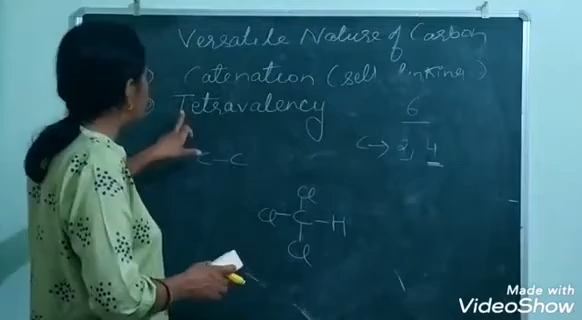 Versatile Nature of Carbon
Catenation (self linking)
Tetravalency
6
C→ 2, 4
C-C
Cl
Cl-C-H
Cl
Made with
VideoShow